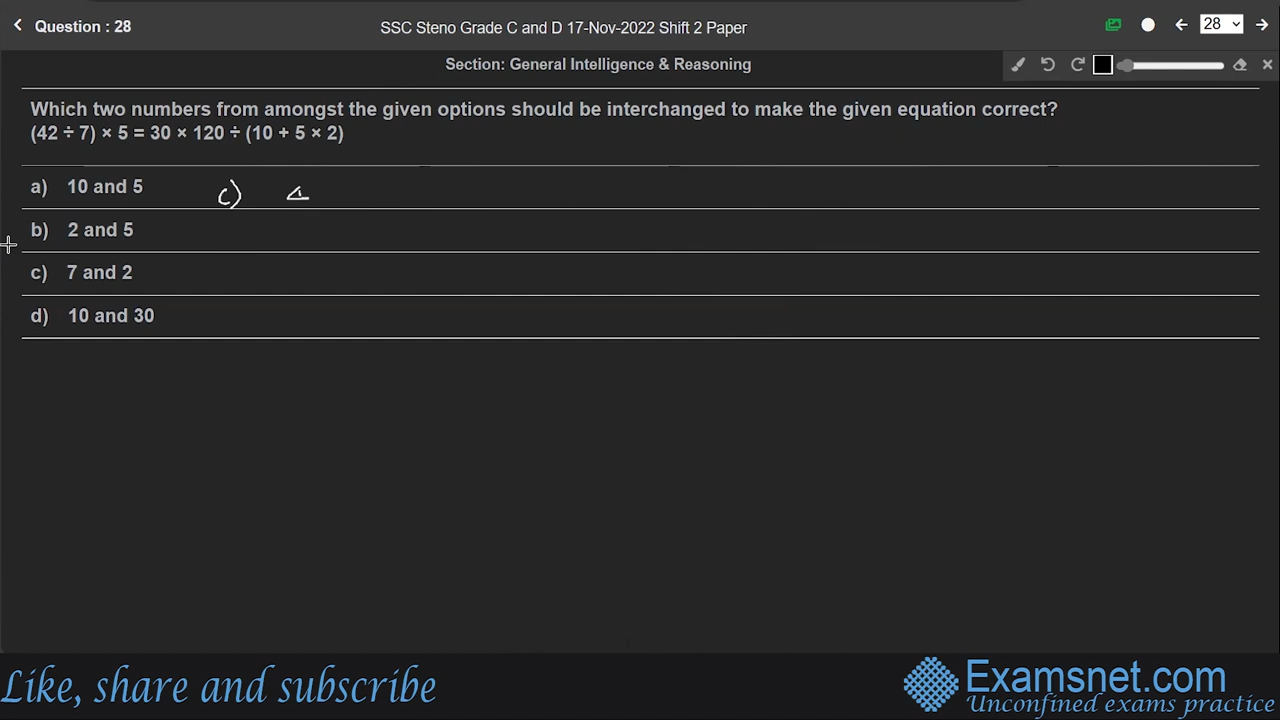 Question : 28
SSC Steno Grade C and D 17-Nov-2022 Shift 2 Paper
28
Section: General Intelligence & Reasoning
Which two numbers from amongst the given options should be interchanged to make the given equation correct?
(42 ÷ 7) × 5 = 30 × 120 ÷ (10 + 5 × 2)
a) 10 and 5
c)
b) 2 and 5
c) 7 and 2
d) 10 and 30
Like, share and subscribe
Examsnet.com
Unconfined exams practice